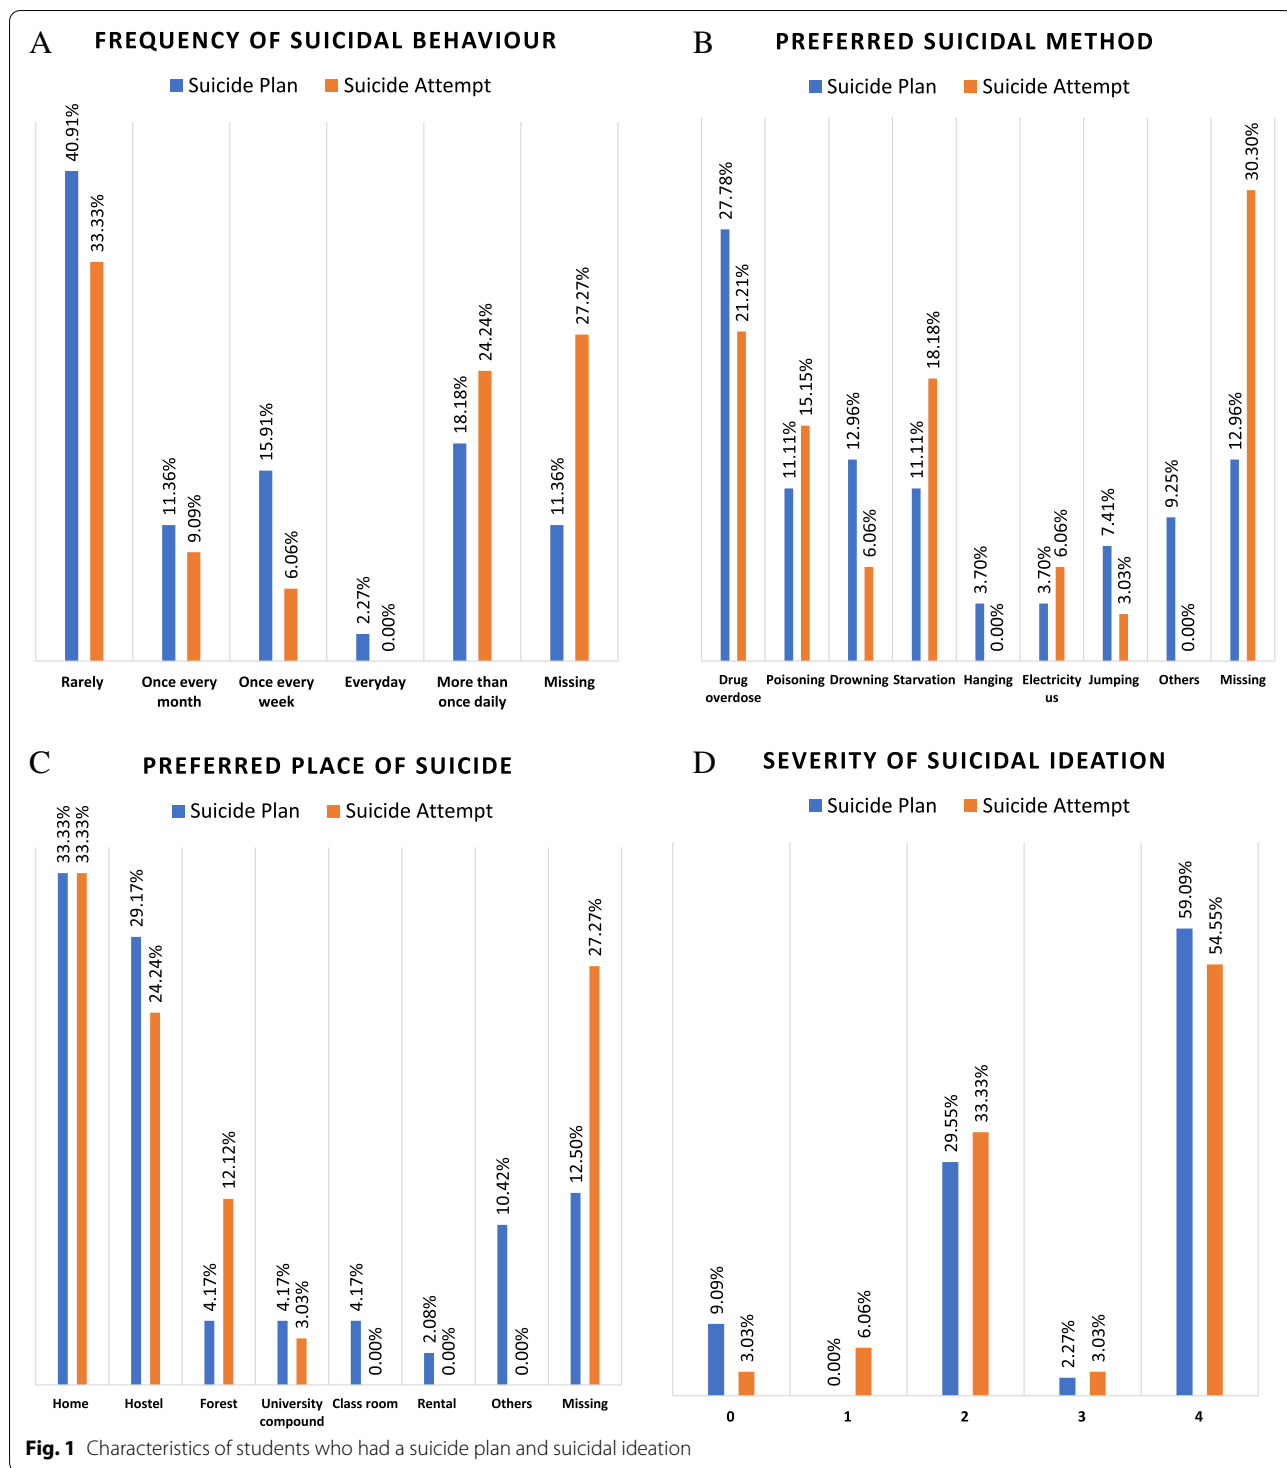 A
FREQUENCY OF SUICIDAL BEHAVIOUR
Suicide Plan Suicide Attempt
40.91%
33.33%
11.36%
9.09%
15.91%
6.06%
2.27%
0.00%
18.18%
24.24%
11.36%
27.27%
Rarely Once every Once every Everyday More than Missing
month week once daily
B
PREFERRED SUICIDAL METHOD
Suicide Plan Suicide Attempt
27.78%
21.21%
11.11%
15.15%
12.96%
6.06%
11.11%
18.18%
3.70%
0.00%
3.70%
6.06%
7.41%
3.03%
9.25%
0.00%
12.96%
30.30%
Drug Poisoning Drowning Starvation Hanging Electricity Jumping Others Missing
overdose us
C
PREFERRED PLACE OF SUICIDE
Suicide Plan Suicide Attempt
33.33%
33.33%
29.17%
24.24%
4.17%
12.12%
4.17%
3.03%
4.17%
0.00%
2.08%
0.00%
10.42%
0.00%
12.50%
27.27%
Home Hostel Forest University Class room Rental Others Missing
compound
D
SEVERITY OF SUICIDAL IDEATION
Suicide Plan Suicide Attempt
9.09%
3.03%
0.00%
6.06%
29.55%
33.33%
2.27%
3.03%
59.09%
54.55%
0 1 2 3 4
Fig. 1 Characteristics of students who had a suicide plan and suicidal ideation